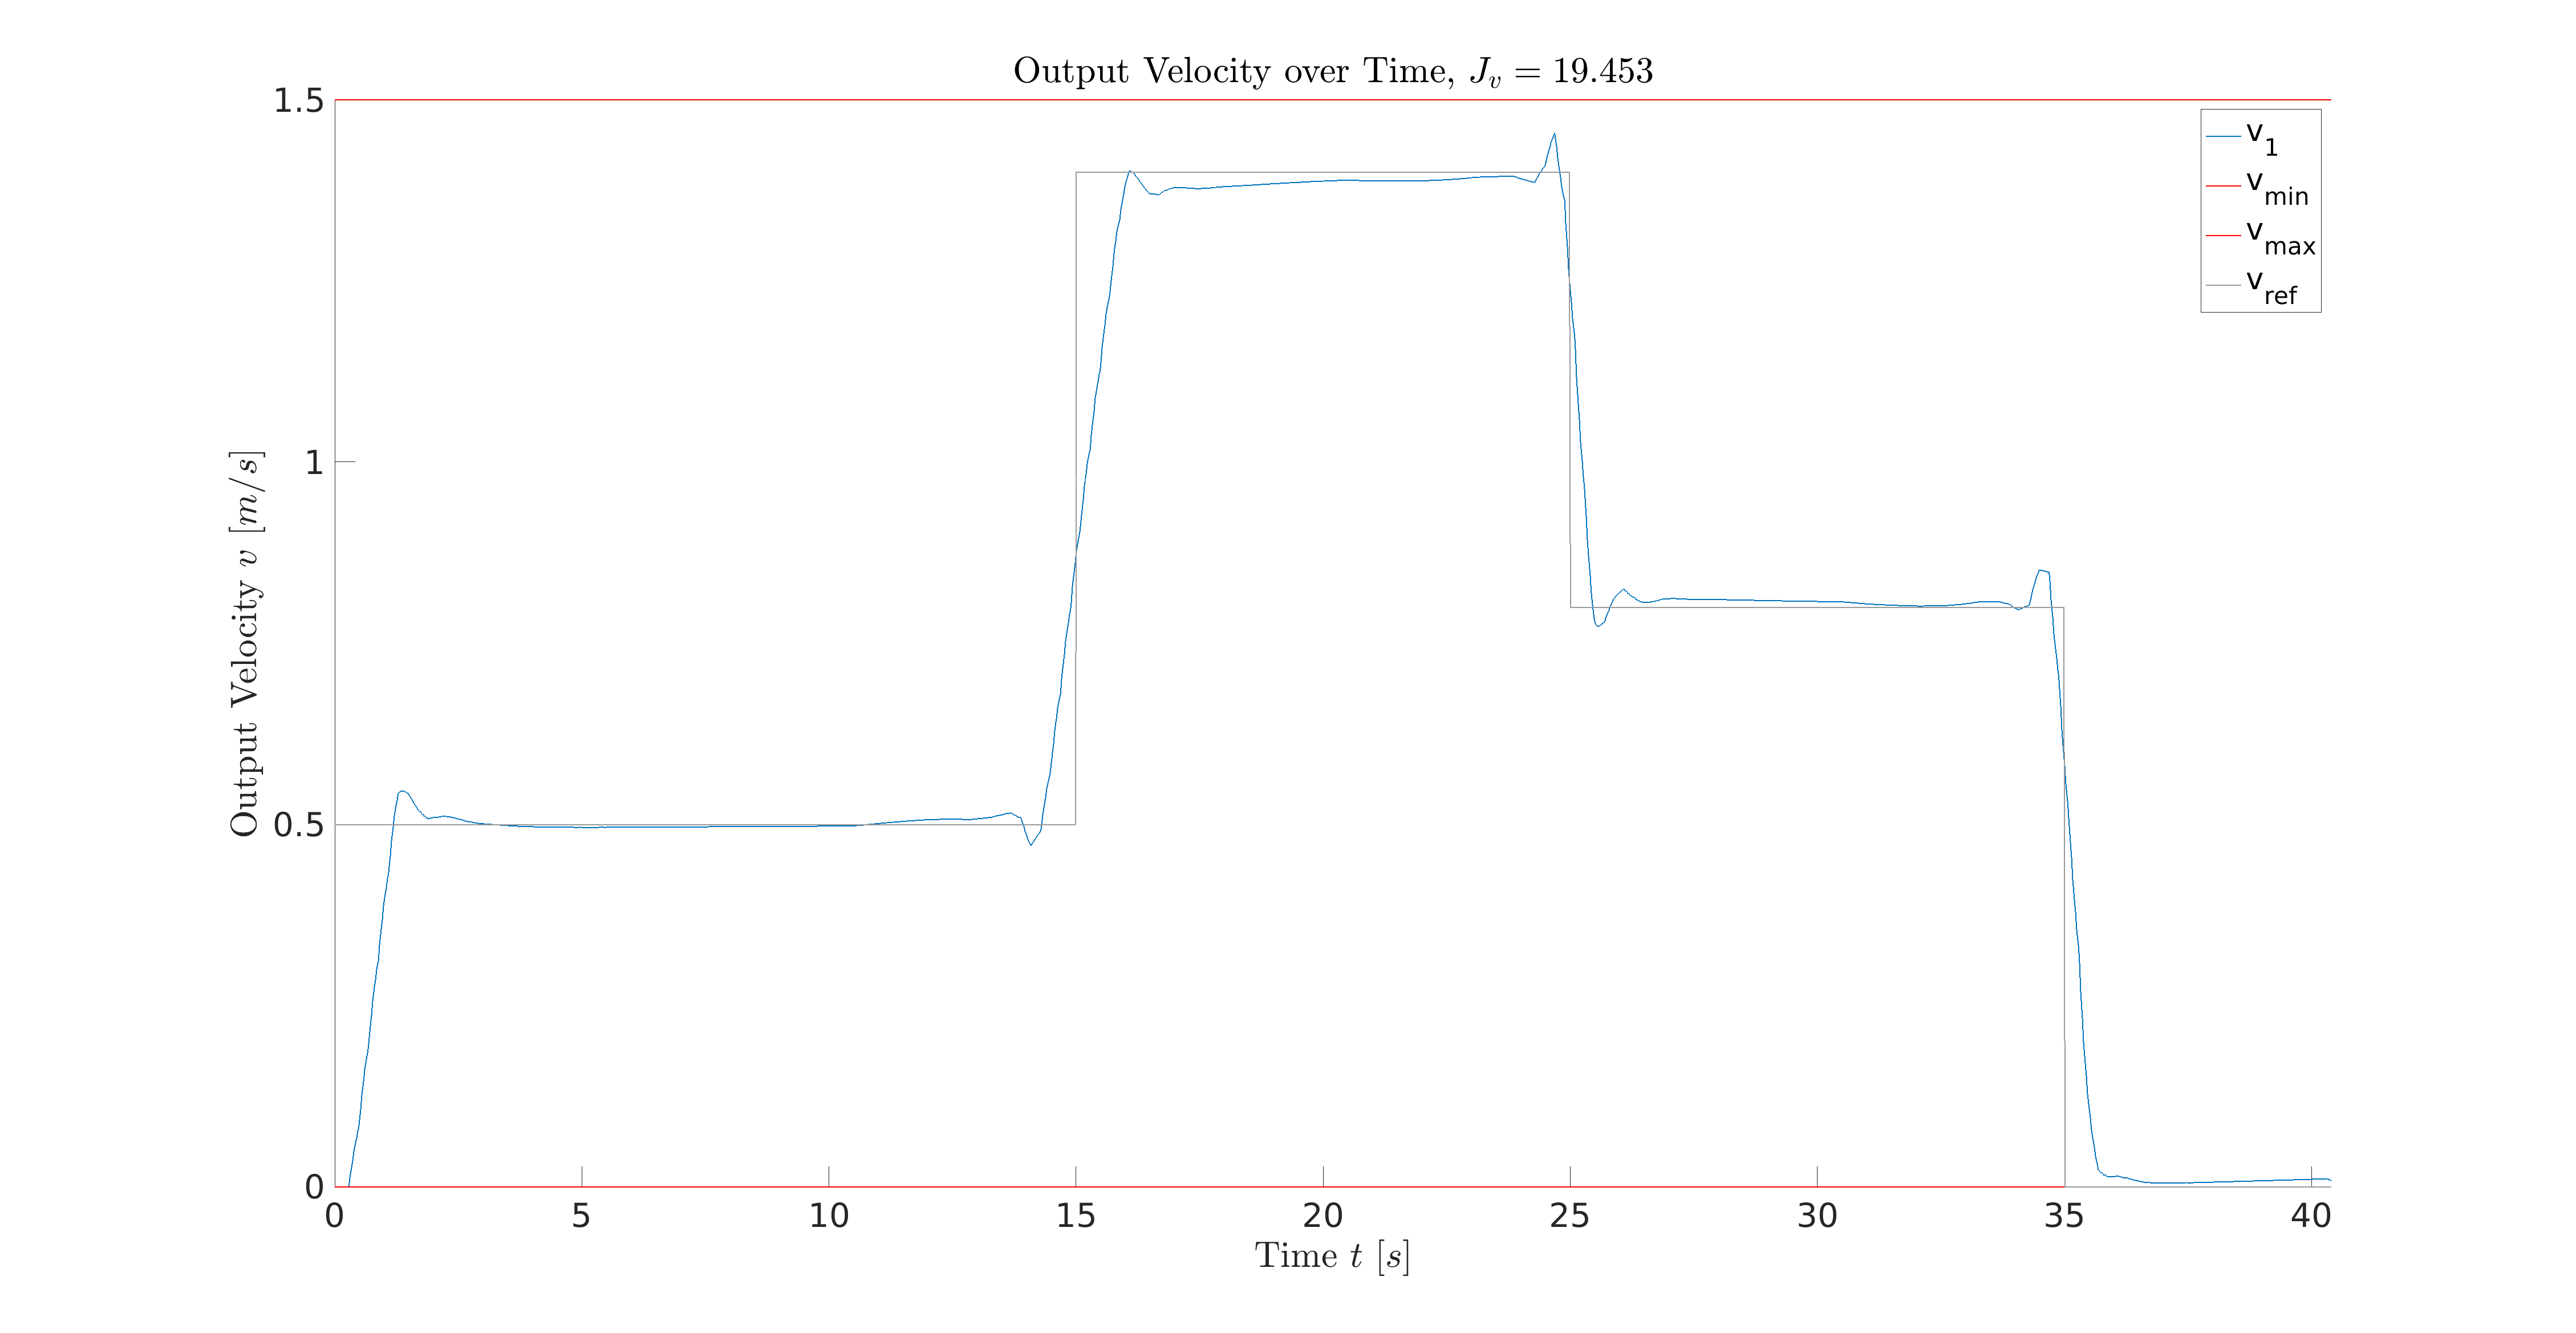 Output Velocity over Time, J_v = 19.453
1.5
1
0.5
0
Output Velocity v [m/s]
v_1
v_min
v_max
v_ref
0 5 10 15 20 25 30 35 40
Time t [s]